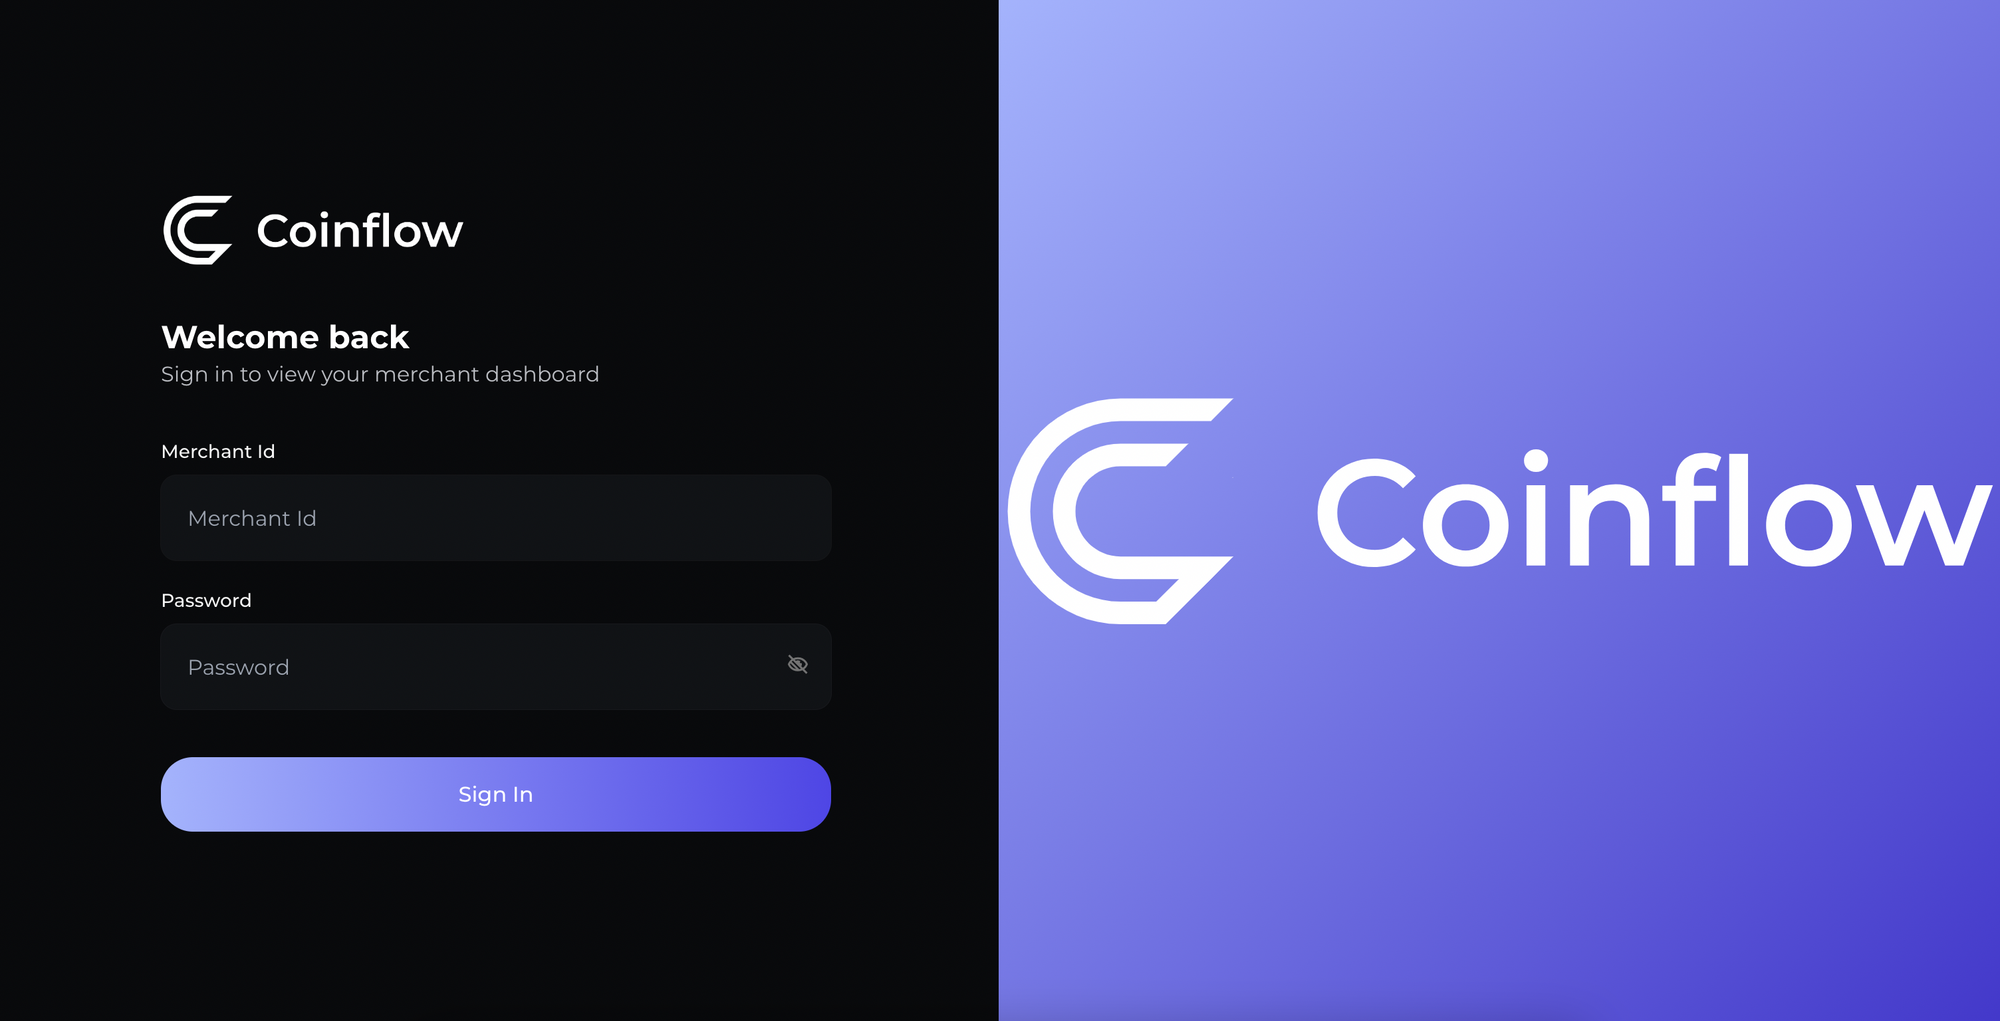 Coinflow
Welcome back
Sign in to view your merchant dashboard
Merchant Id
Merchant Id
Password
Password
Sign In
Coinflow